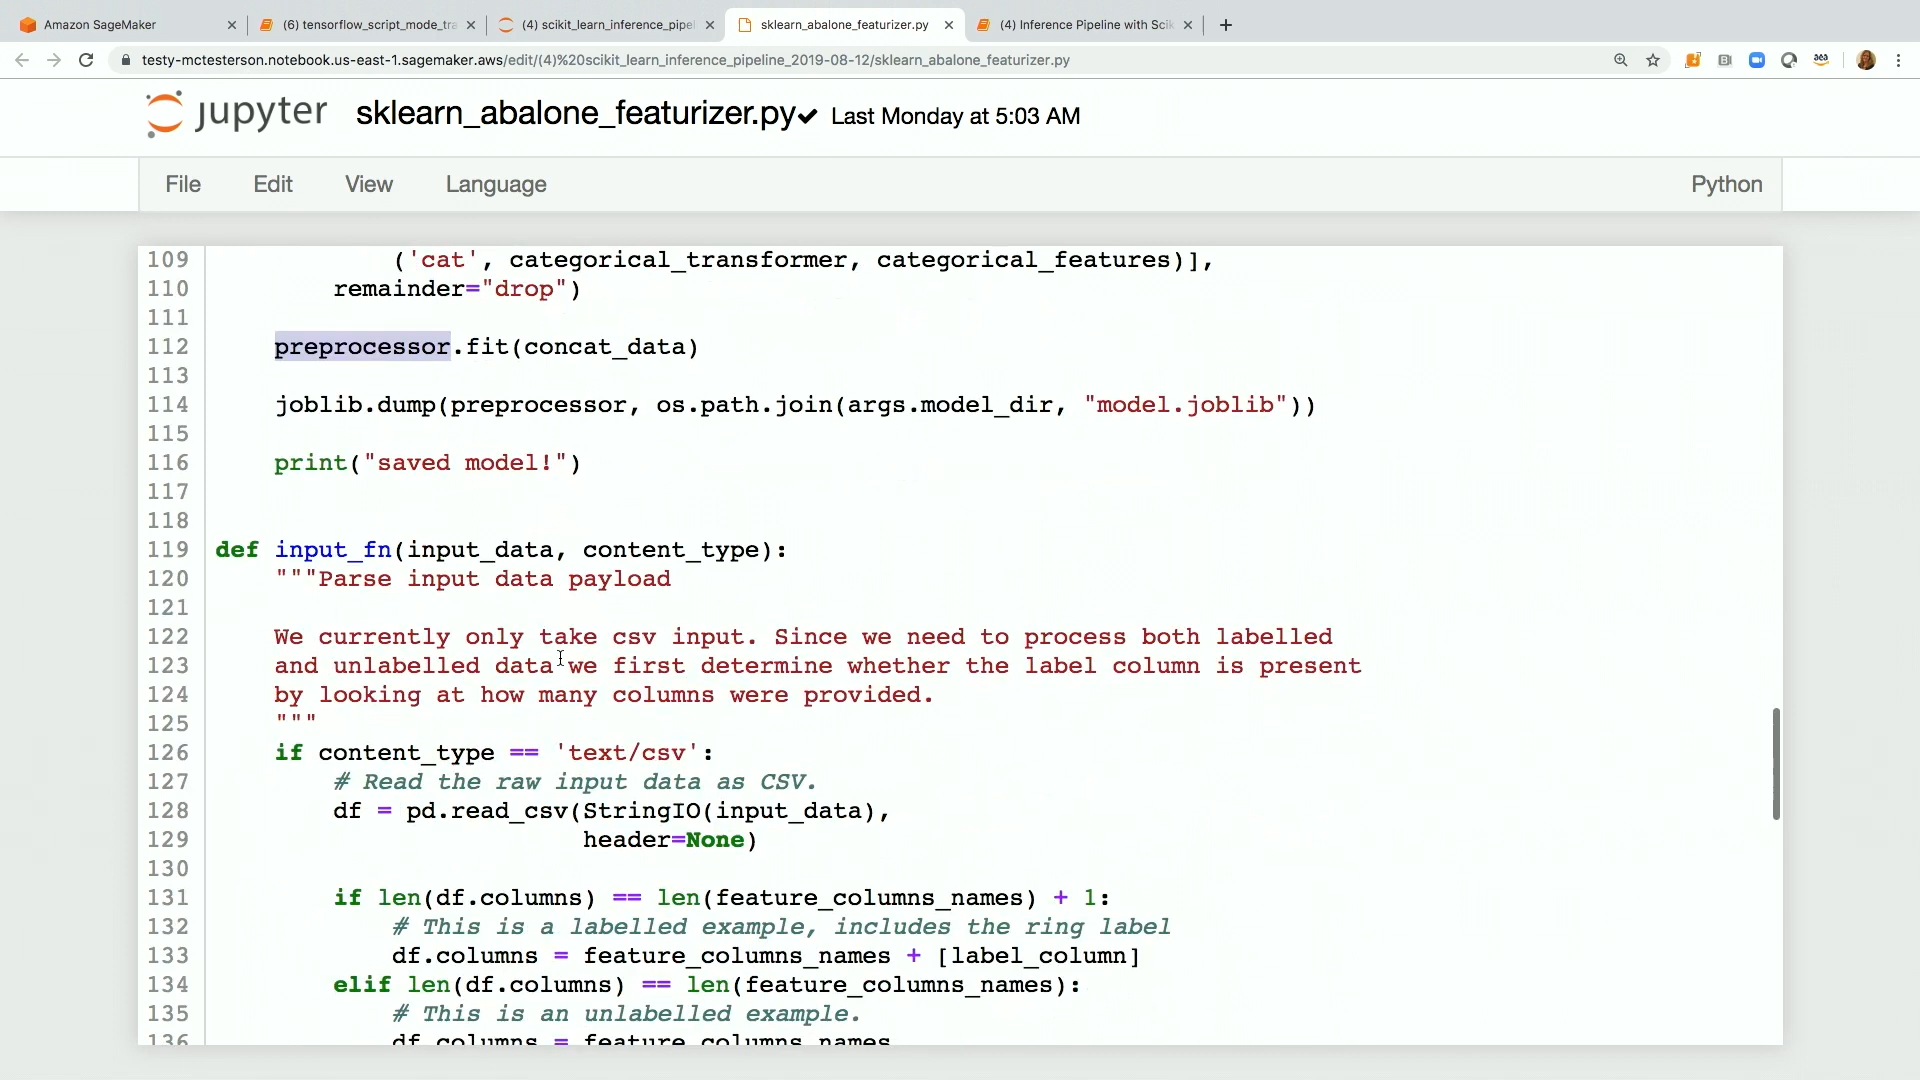 Amazon SageMaker
(6) tensorflow_script_mode_tra
(4) scikit_learn_inference_pipel
sklearn_abalone_featurizer.py
(4) Inference Pipeline with Scik
testy-mctesterson.notebook.us-east-1.sagemaker.aws/edit/(4)%20scikit_learn_inference_pipeline_2019-08-12/sklearn_abalone_featurizer.py
jupyter sklearn_abalone_featurizer.py✔ Last Monday at 5:03 AM
File Edit View Language Python
109 ('cat', categorical_transformer, categorical_features)],
110 remainder="drop")
111
112 preprocessor.fit(concat_data)
113
114 joblib.dump(preprocessor, os.path.join(args.model_dir, "model.joblib"))
115
116 print("saved model!")
117
118
119 def input_fn(input_data, content_type):
120 """Parse input data payload
121
122 We currently only take csv input. Since we need to process both labelled
123 and unlabelled data we first determine whether the label column is present
124 by looking at how many columns were provided.
125 """
126 if content_type == 'text/csv':
127 # Read the raw input data as CSV.
128 df = pd.read_csv(StringIO(input_data),
129 header=None)
130
131 if len(df.columns) == len(feature_columns_names) + 1:
132 # This is a labelled example, includes the ring label
133 df.columns = feature_columns_names + [label_column]
134 elif len(df.columns) == len(feature_columns_names):
135 # This is an unlabelled example.
136 df.columns = feature_columns_names